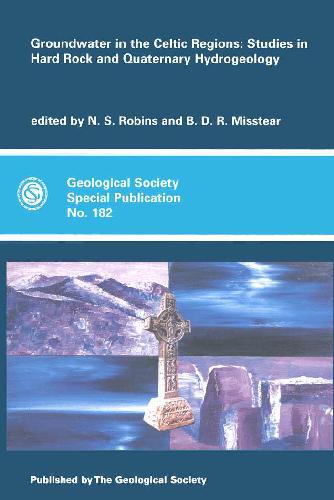 Groundwater in the Celtic Regions: Studies in
Hard Rock and Quaternary Hydrogeology
edited by N. S. Robins and B. D. R. Misstear
Geological Society
Special Publication
No. 182
Published by The Geological Society